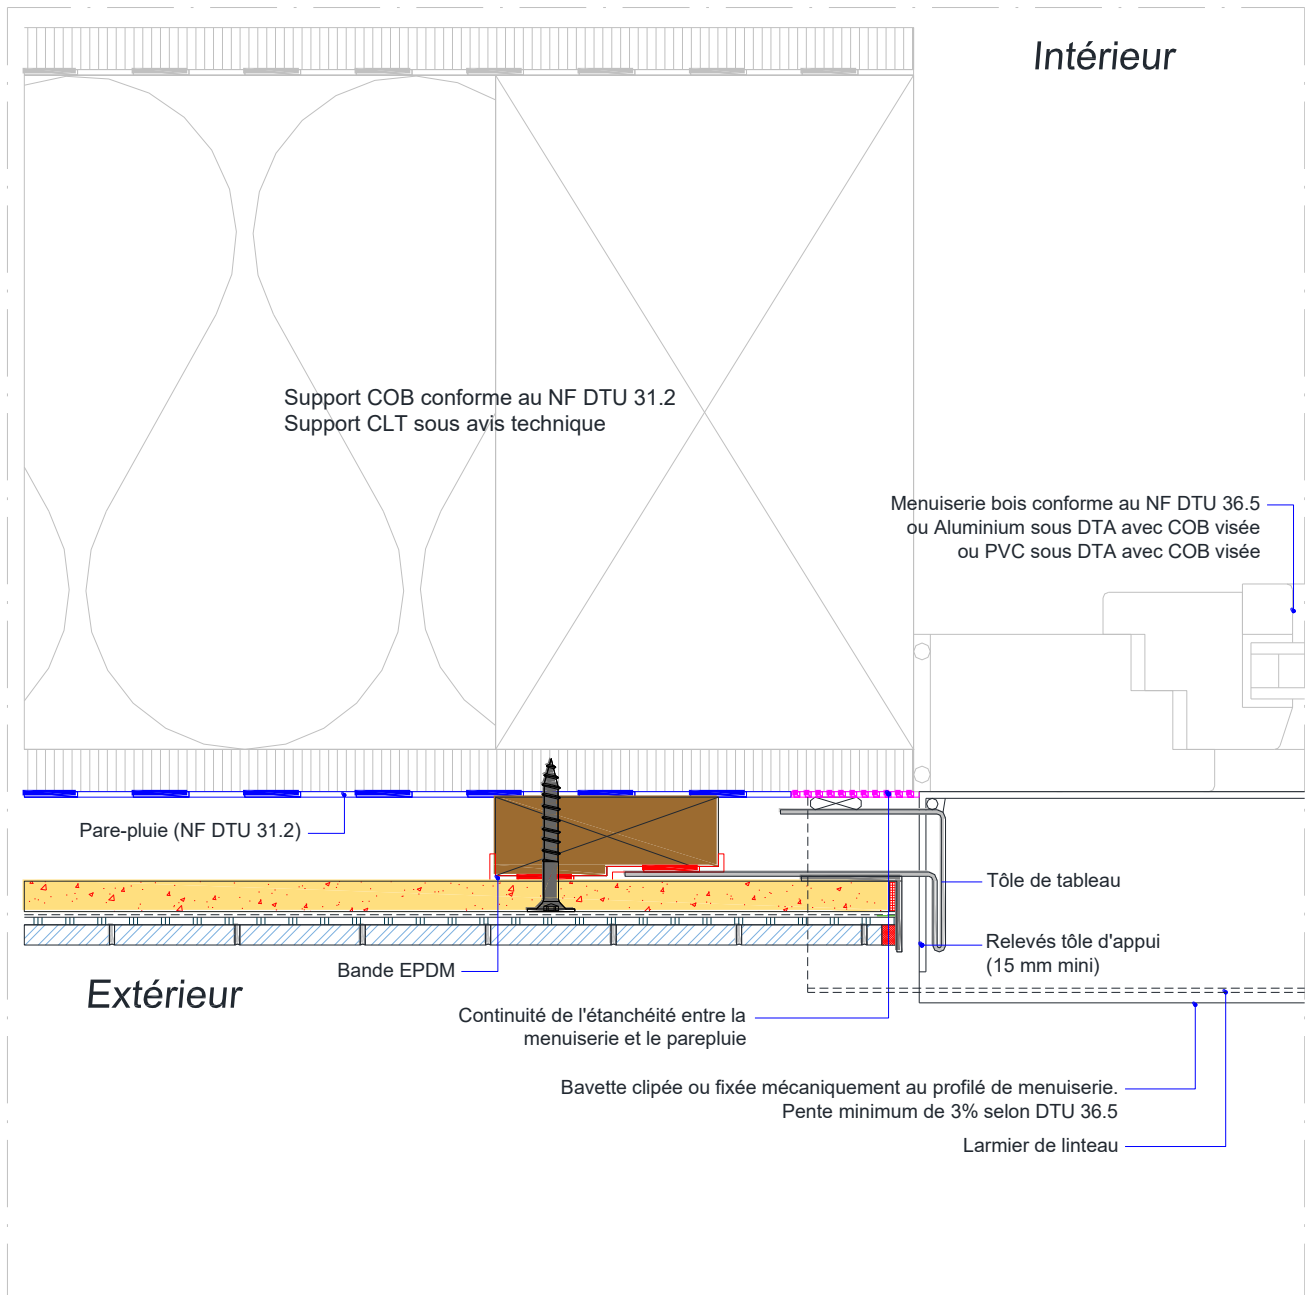 Intérieur
Support COB conforme au NF DTU 31.2
Support CLT sous avis technique
Menuiserie bois conforme au NF DTU 36.5
ou Aluminium sous DTA avec COB visée
ou PVC sous DTA avec COB visée
Pare-pluie (NF DTU 31.2)
Tôle de tableau
Relevés tôle d'appui
(15 mm mini)
Bande EPDM
Extérieur
Continuité de l'étanchéité entre la
menuiserie et le parepluie
Bavette clipée ou fixée mécaniquement au profilé de menuiserie.
Pente minimum de 3% selon DTU 36.5
Larmier de linteau